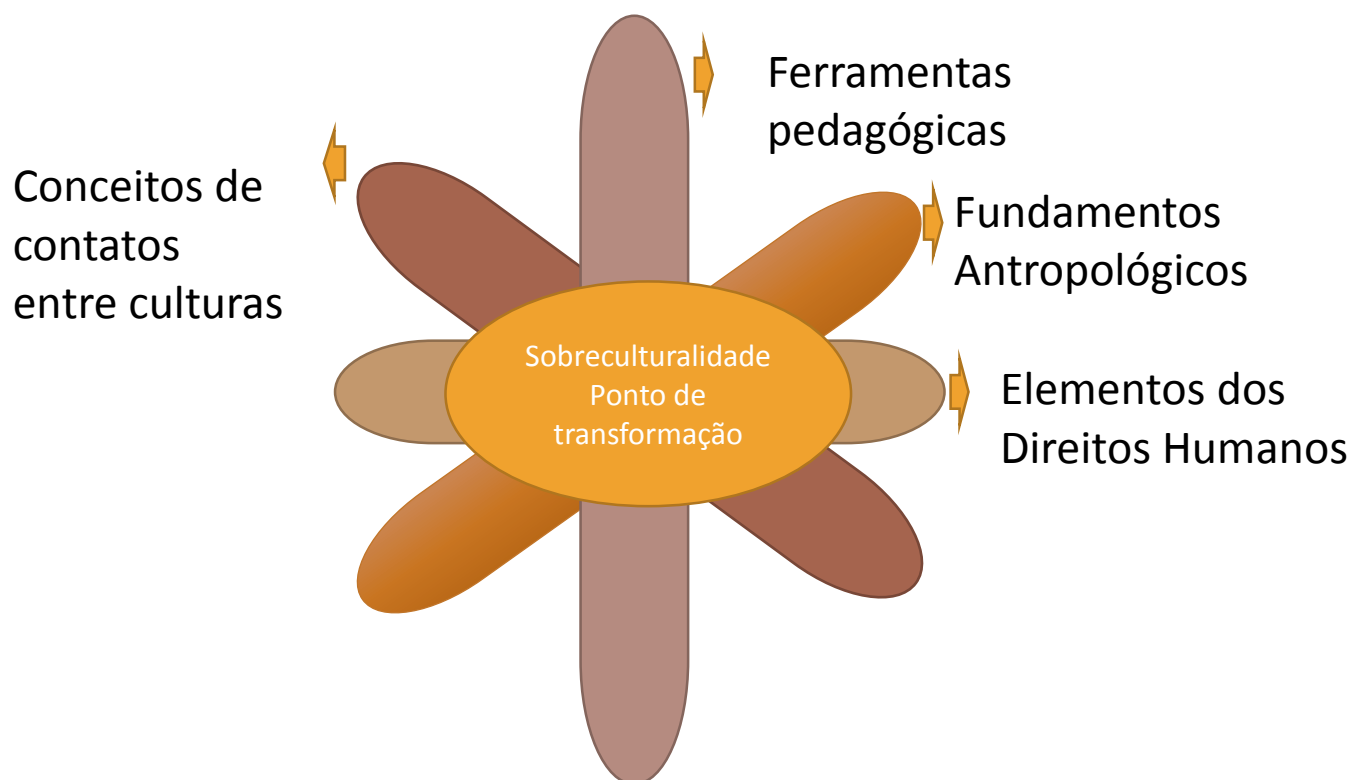 Ferramentas
pedagógicas
Conceitos de
contatos
entre culturas
Fundamentos
Antropológicos
Sobreculturalidade
Ponto de
transformação
Elementos dos
Direitos Humanos